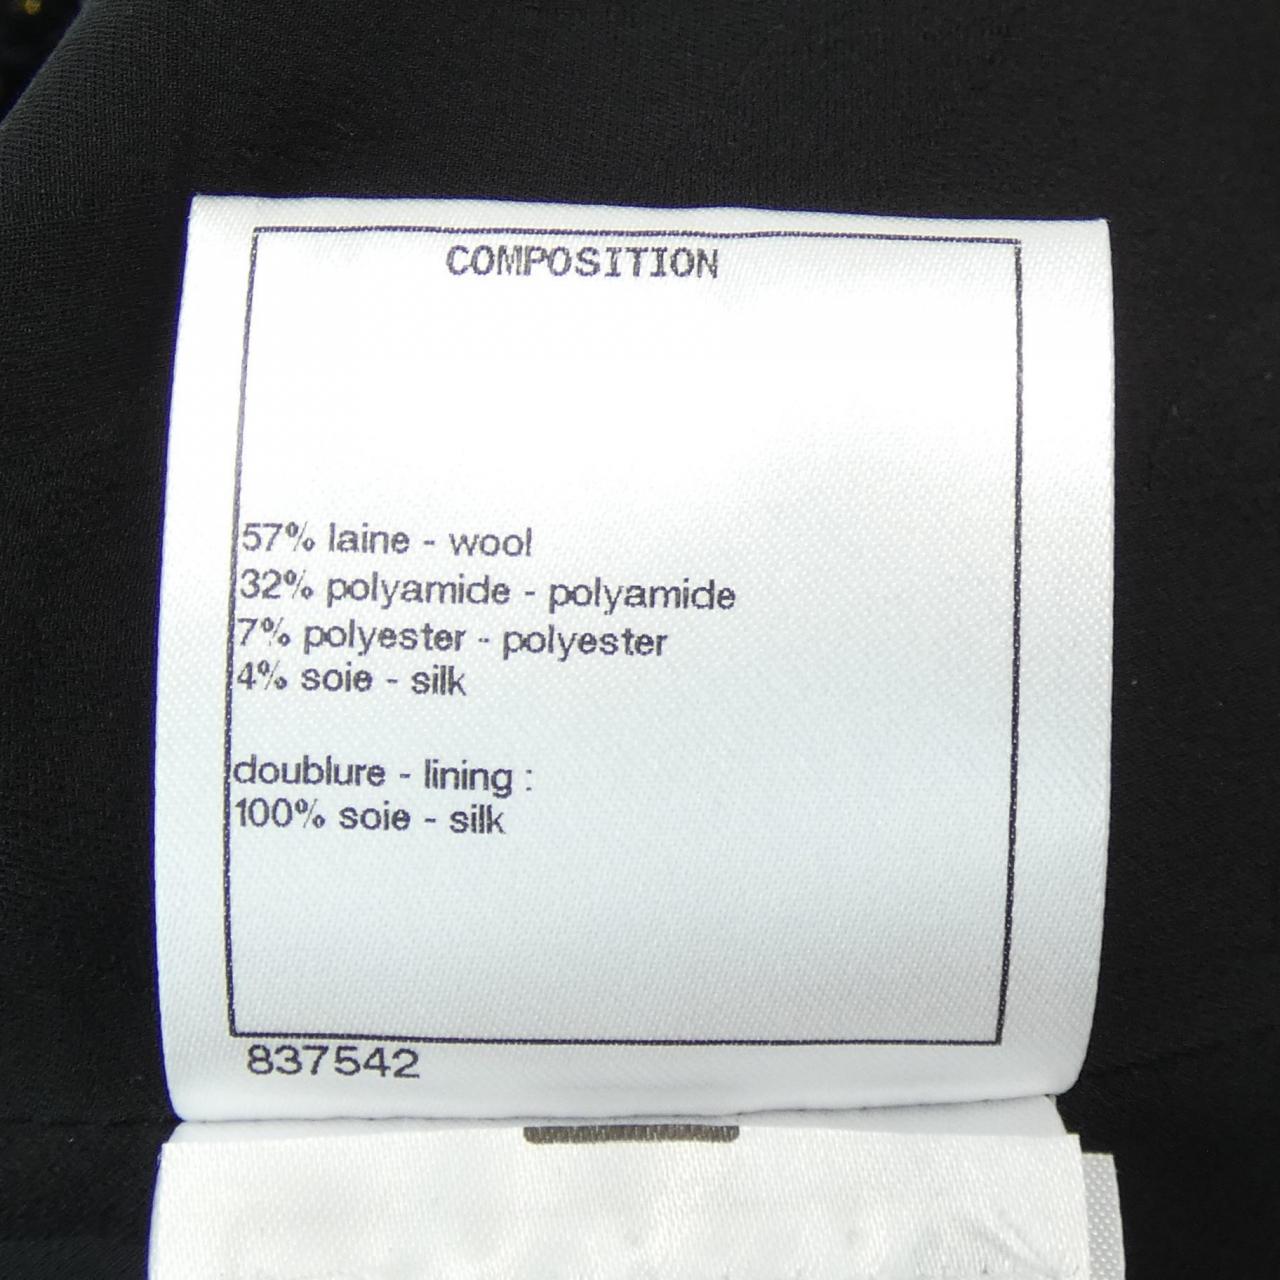 COMPOSITION
57% laine - wool
32% polyamide - polyamide
7% polyester - polyester
4% soie - silk
doublure - lining :
100% soie - silk
837542